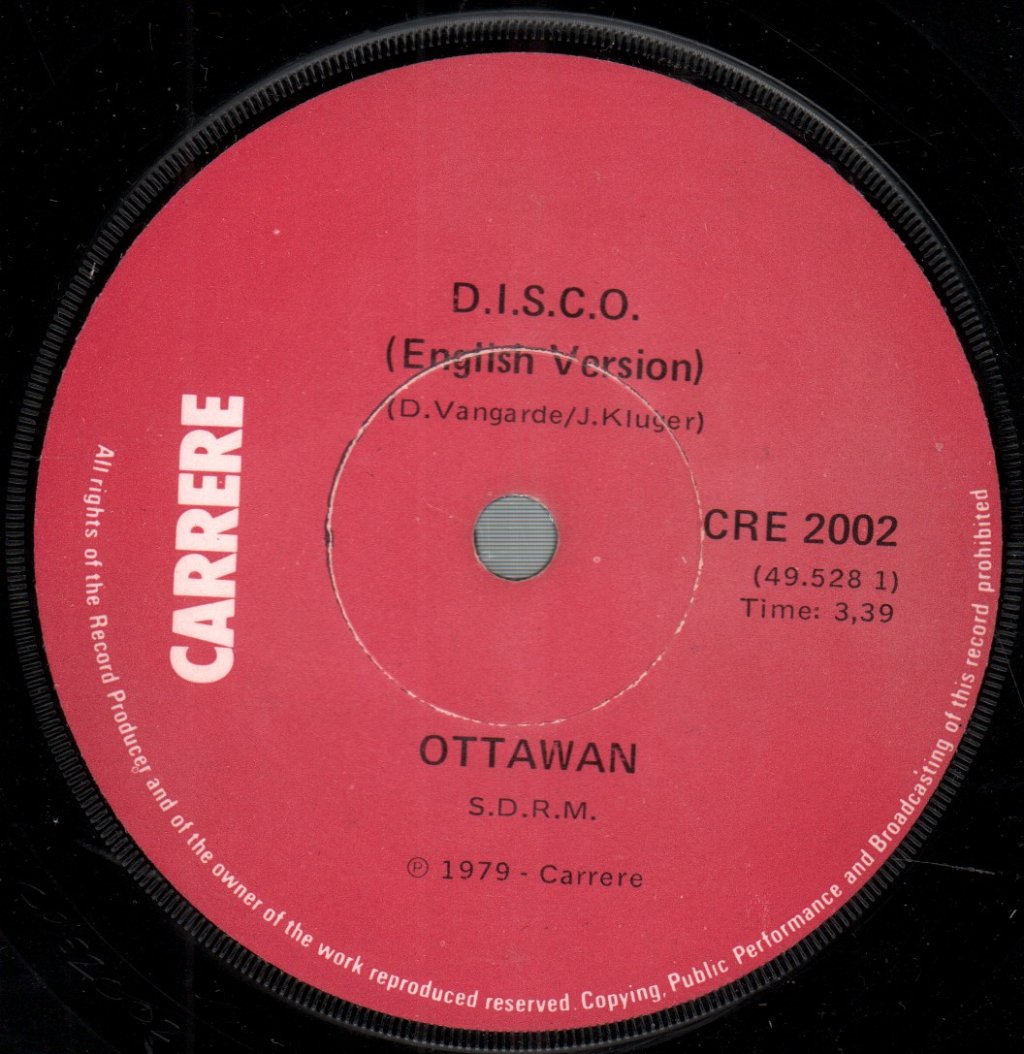 D.I.S.C.O.
(English Version)
(D.Vangarde/J.Kluger)
CARRERE
CRE 2002
(49.528 1)
Time: 3,39
OTTAWAN
S.D.R.M.
℗ 1979 - Carrere
All rights of the Record Producer and of the owner of the work reproduced reserved. Copying, Public Performance and Broadcasting of this record prohibited